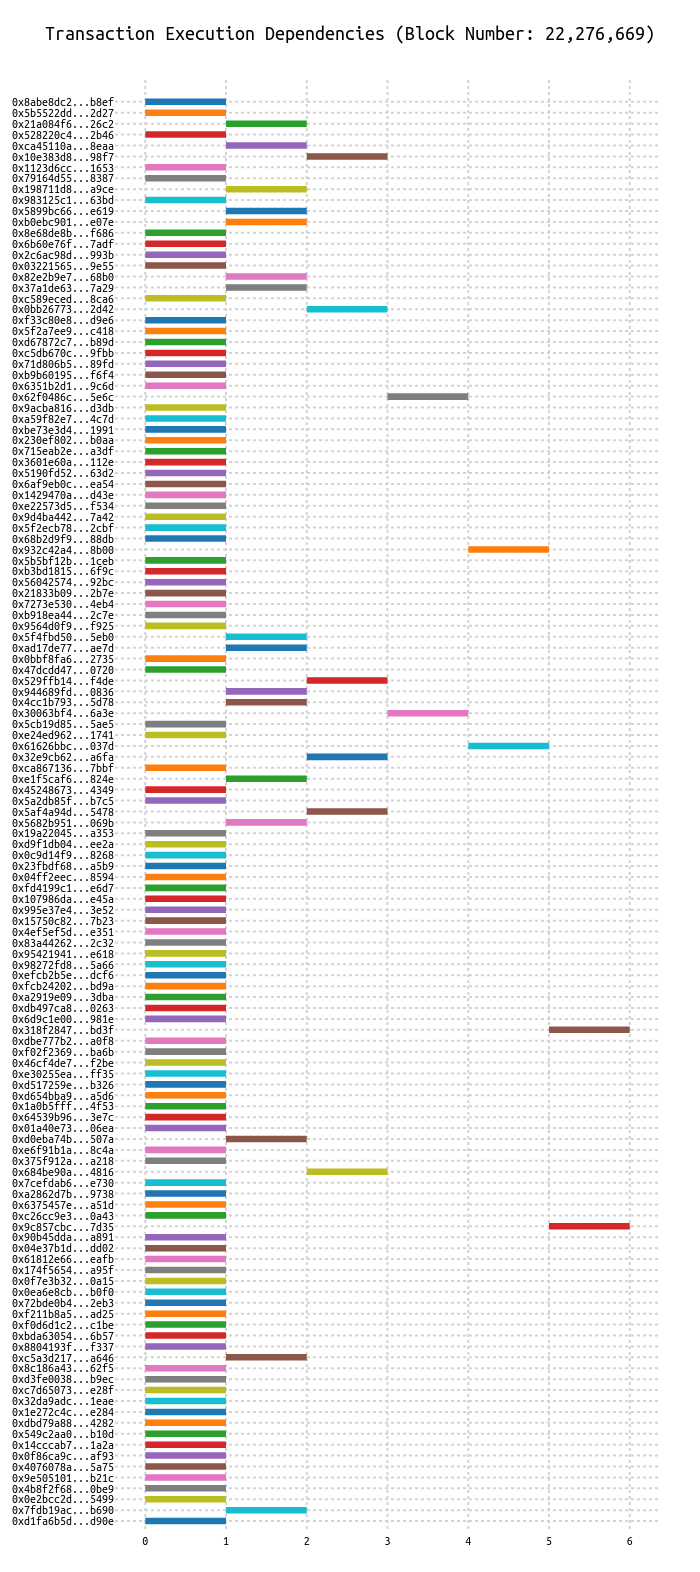 Transaction Execution Dependencies (Block Number: 22,276,669)
0x8abe8dc2...b8ef
0x5b5522dd...2d27
0x21a084f6...26c2
0x528220c4...2b46
0xca45110a...8eaa
0x10e383d8...98f7
0x1123d6cc...1653
0x79164d55...8387
0x198711d8...a9ce
0x983125c1...63bd
0x5899bc66...e619
0xb0ebc901...e07e
0x8e68de8b...f686
0x6b60e76f...7adf
0x2c6ac98d...993b
0x03221565...9e55
0x82e2b9e7...68b0
0x37a1de63...7a29
0xc589eced...8ca6
0x0bb26773...2d42
0xf33c80e8...d9e6
0x5f2a7ee9...c418
0xd67872c7...b89d
0xc5db670c...9fbb
0x71d806b5...89fd
0xb9b60195...f6f4
0x6351b2d1...9c6d
0x62f0486c...5e6c
0x9acba816...d3db
0xa59f82e7...4c7d
0xbe73e3d4...1991
0x230ef802...b0aa
0x715eab2e...a3df
0x3601e60a...112e
0x5190fd52...63d2
0x6af9eb0c...ea54
0x1429470a...d43e
0xe22573d5...f534
0x9d4ba442...7a42
0x5f2ecb78...2cbf
0x68b2d9f9...88db
0x932c42a4...8b00
0x5b5bf12b...1ceb
0xb3bd1815...6f9c
0x56042574...92bc
0x21833b09...2b7e
0x7273e530...4eb4
0xb918ea44...2c7e
0x9564d0f9...f925
0x5f4fbd50...5eb0
0xad17de77...ae7d
0x0bbf8fa6...2735
0x47dcdd47...0720
0x529ffb14...f4de
0x944689fd...0836
0x4cc1b793...5d78
0x30063bf4...6a3e
0x5cb19d85...5ae5
0xe24ed962...1741
0x61626bbc...037d
0x32e9cb62...a6fa
0xca867136...7bbf
0xe1f5caf6...824e
0x45248673...4349
0x5a2db85f...b7c5
0x5af4a94d...5478
0x5682b951...069b
0x19a22045...a353
0xd9f1db04...ee2a
0x0c9d14f9...8268
0x23fbdf68...a5b9
0x04ff2eec...8594
0xfd4199c1...e6d7
0x107986da...e45a
0x995e37e4...3e52
0x15750c82...7b23
0x4ef5ef5d...e351
0x83a44262...2c32
0x95421941...e618
0x98272fd8...5a66
0xefcb2b5e...dcf6
0xfcb24202...bd9a
0xa2919e09...3dba
0xdb497ca8...0263
0x6d9c1e00...981e
0x318f2847...bd3f
0xdbe777b2...a0f8
0xf02f2369...ba6b
0x46cf4de7...f2be
0xe30255ea...ff35
0xd517259e...b326
0xd654bba9...a5d6
0x1a0b5fff...4f53
0x64539b96...3e7c
0x01a40e73...06ea
0xd0eba74b...507a
0xe6f91b1a...8c4a
0x375f912a...a218
0x684be90a...4816
0x7cefdab6...e730
0xa2862d7b...9738
0x6375457e...a51d
0xc26cc9e3...0a43
0x9c857cbc...7d35
0x90b45dda...a891
0x04e37b1d...dd02
0x61812e66...eafb
0x174f5654...a95f
0x0f7e3b32...0a15
0x0ea6e8cb...b0f0
0x72bde0b4...2eb3
0xf211b8a5...ad25
0xf0d6d1c2...c1be
0xbda63054...6b57
0x8804193f...f337
0xc5a3d217...a646
0x8c186a43...62f5
0xd3fe0038...b9ec
0xc7d65073...e28f
0x32da9adc...1eae
0x1e272c4c...e284
0xdbd79a88...4282
0x549c2aa0...b10d
0x14cccab7...1a2a
0x0f86ca9c...af93
0x4076078a...5a75
0x9e505101...b21c
0x4b8f2f68...0be9
0x0e2bcc2d...5499
0x7fdb19ac...b690
0xd1fa6b5d...d90e
0 1 2 3 4 5 6